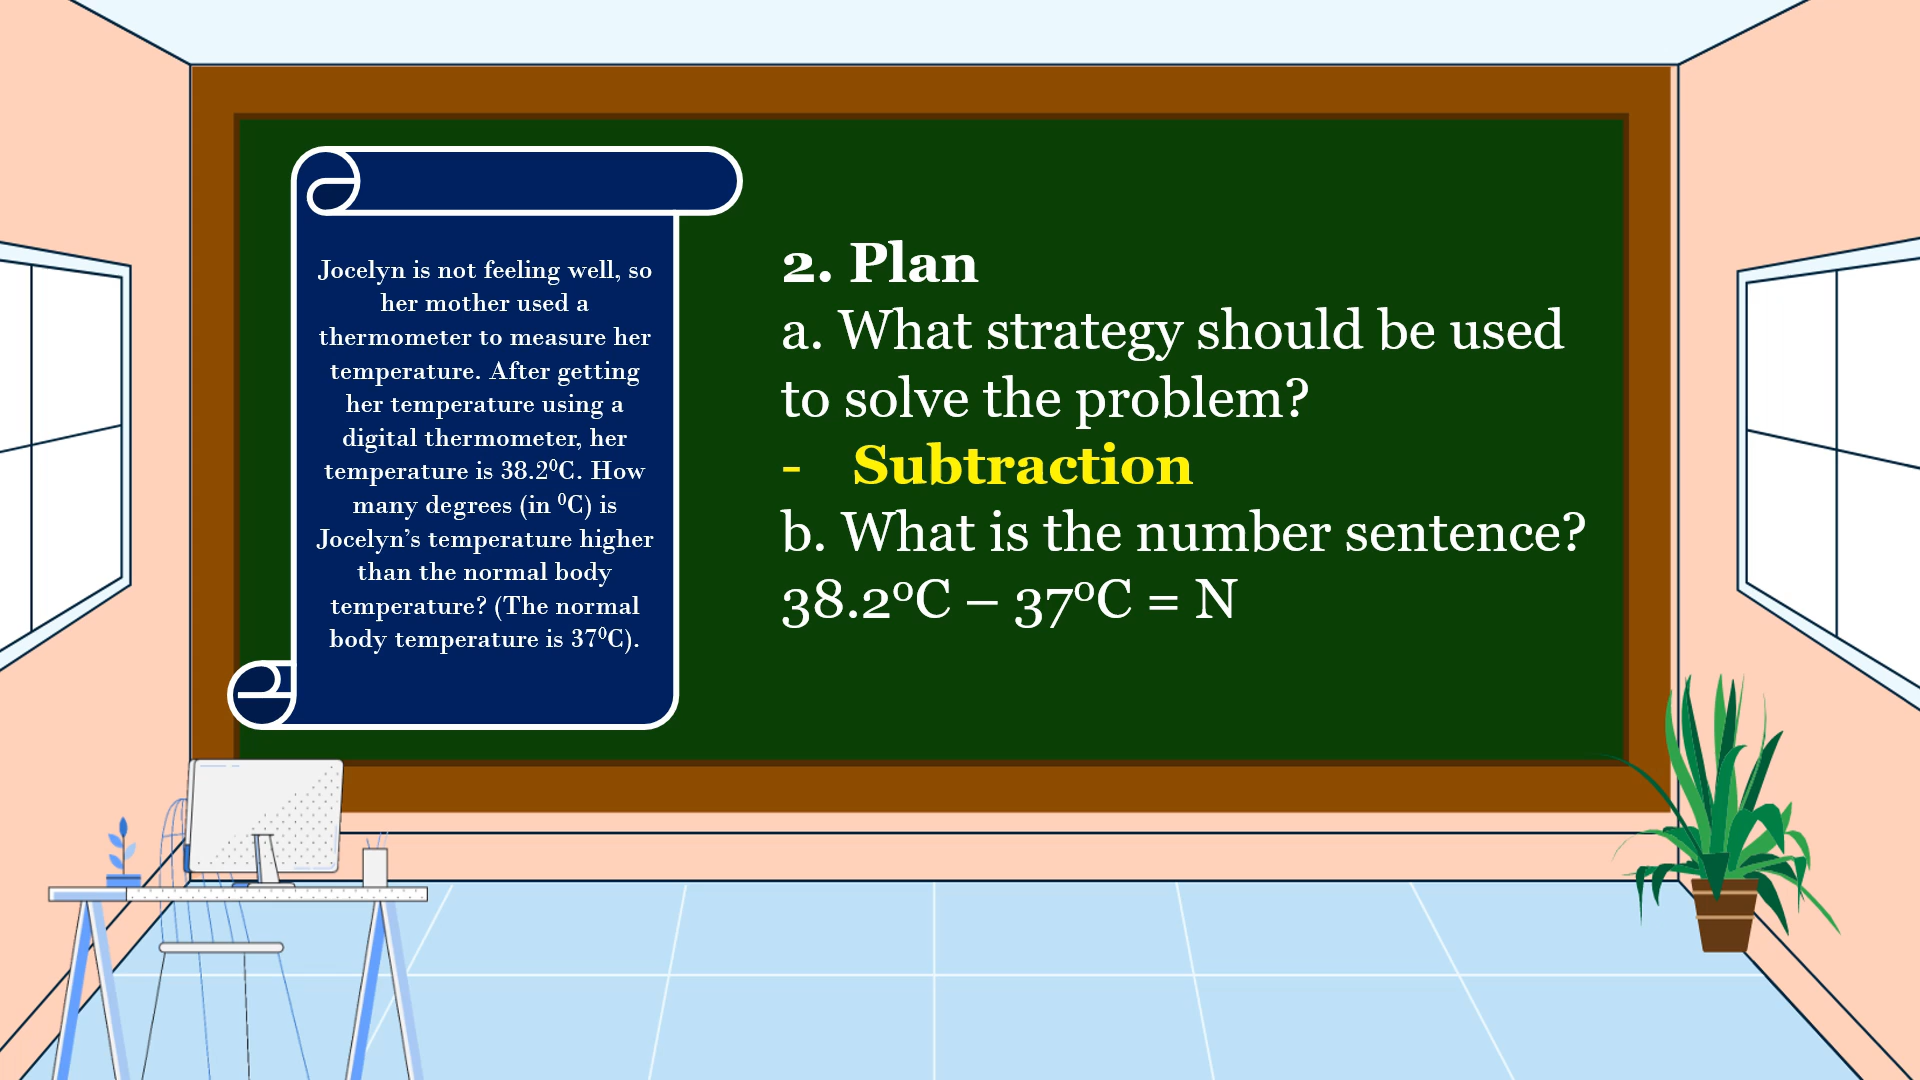 Jocelyn is not feeling well, so
her mother used a
thermometer to measure her
temperature. After getting
her temperature using a
digital thermometer, her
temperature is 38.2⁰C. How
many degrees (in ⁰C) is
Jocelyn’s temperature higher
than the normal body
temperature? (The normal
body temperature is 37⁰C).
2. Plan
a. What strategy should be used
to solve the problem?
- Subtraction
b. What is the number sentence?
38.2⁰C – 37⁰C = N